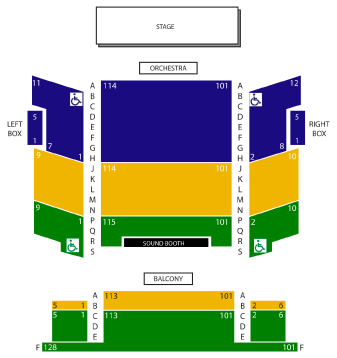 STAGE
ORCHESTRA
11 A 114 101 A 12
B B
C C
5 D D 5
LEFT BOX E E RIGHT BOX
F F
1 7 G G 8 1
9 1 H H 2 10
J 114 101 J
K K
L L
M M
9 N N 10
1 P 115 101 P 2
Q Q
R SOUND BOOTH R
S S
BALCONY
A 113 101 A
5 1 B B 2 6
5 1 C 113 101 C 2 6
D D
E E
F 128 101 F